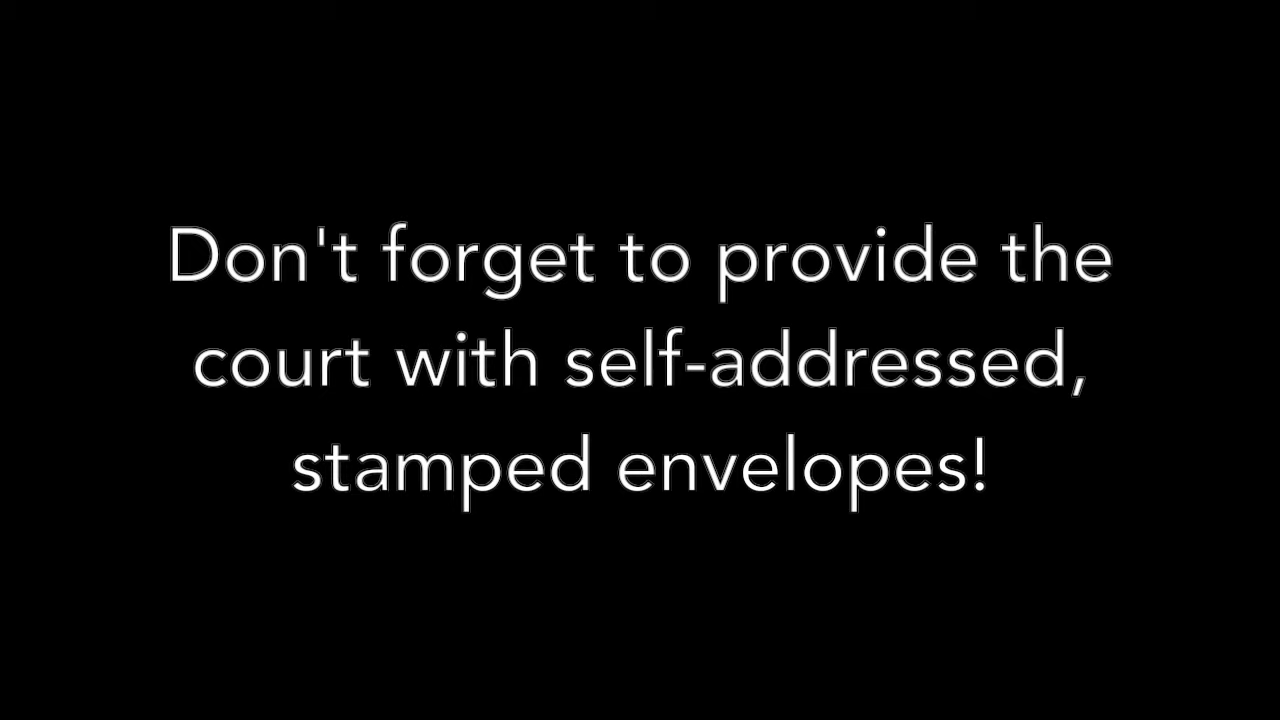 Don't forget to provide the
court with self-addressed,
stamped envelopes!